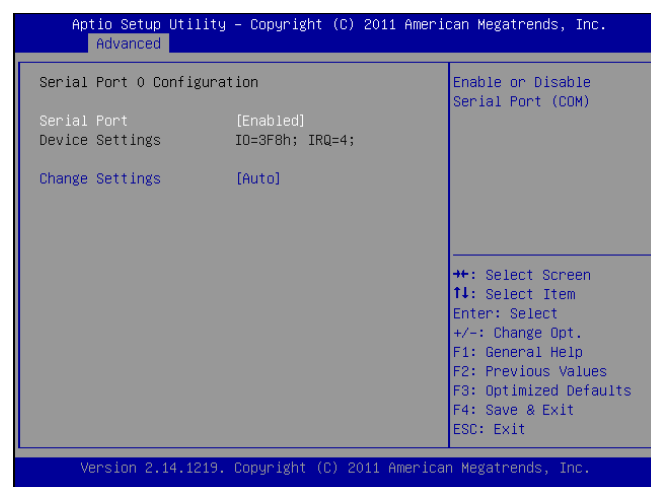 Aptio Setup Utility – Copyright (C) 2011 American Megatrends, Inc.
Advanced
Serial Port 0 Configuration
Serial Port [Enabled]
Device Settings IO=3F8h; IRQ=4;
Change Settings [Auto]
Enable or Disable
Serial Port (COM)
→←: Select Screen
↑↓: Select Item
Enter: Select
+/-: Change Opt.
F1: General Help
F2: Previous Values
F3: Optimized Defaults
F4: Save & Exit
ESC: Exit
Version 2.14.1219. Copyright (C) 2011 American Megatrends, Inc.